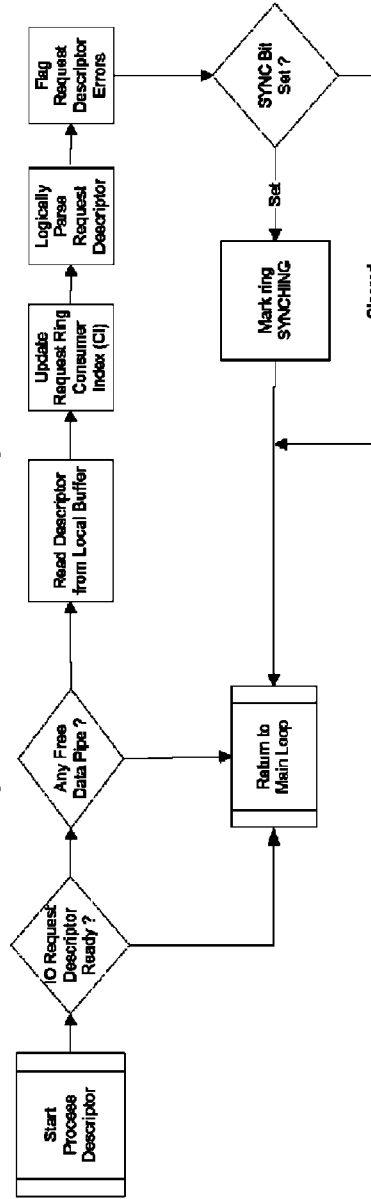 Start
Process
Descriptor
IO Request
Descriptor
Ready ?
Any Free
Data Pipe ?
Read Descriptor
from Local Buffer
Update
Request Ring
Consumer
Index (CI)
Logically
Parse
Request
Descriptor
Flag
Request
Descriptor
Errors
SYNC Bit
Set ?
Set
Mark ring
SYNCHING
Return to
Main Loop